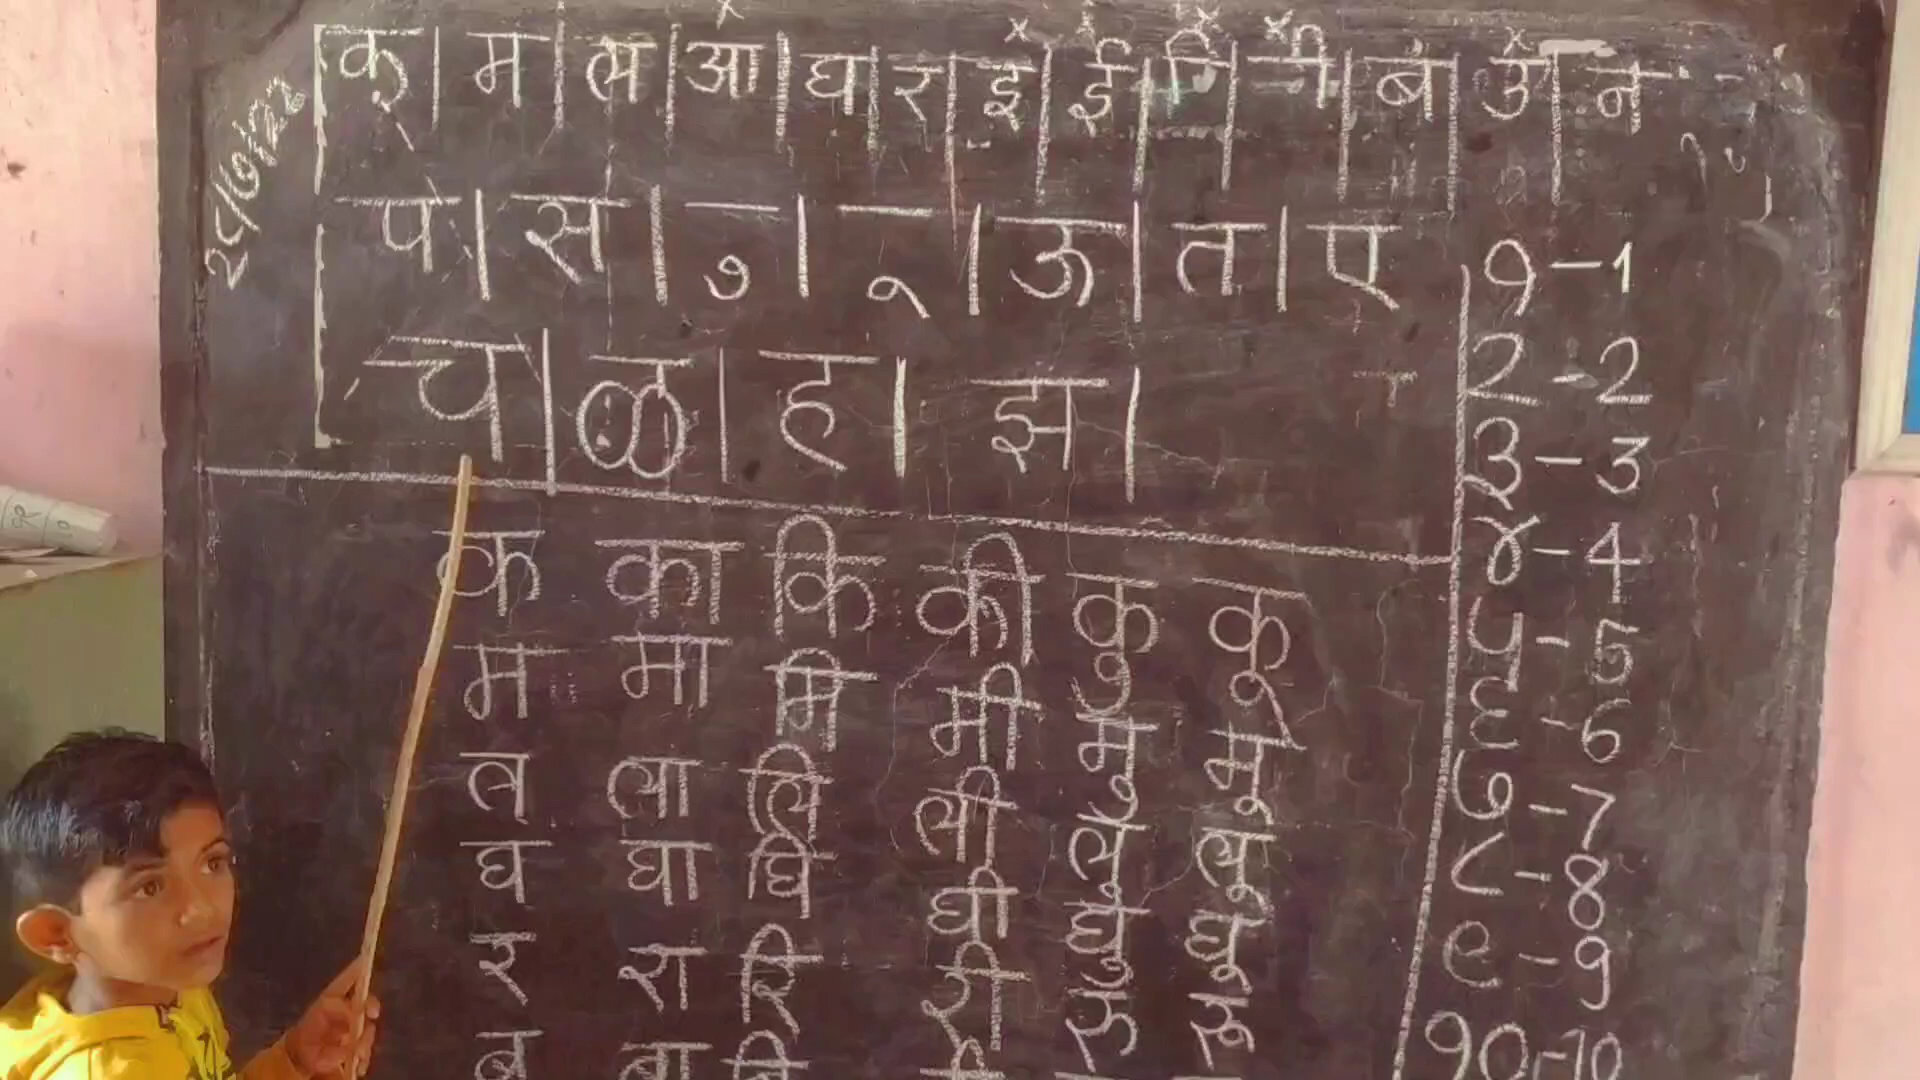 २८/७/२२
क | म | ल | आ | घ | र | इ | ई | ि | ी | ब | उ | न
प | स | ु | ू | ऊ | त | ए
च | ळ | ह | झ |
क का कि की कु कू
म मा मि मी मु मू
ल ला लि ली लु लू
घ घा घि घी घु घू
र रा रि री रु रू
ब बा बि
१-1
२-2
३-3
४-4
५-5
६-6
७-7
८-8
९-9
१०-10